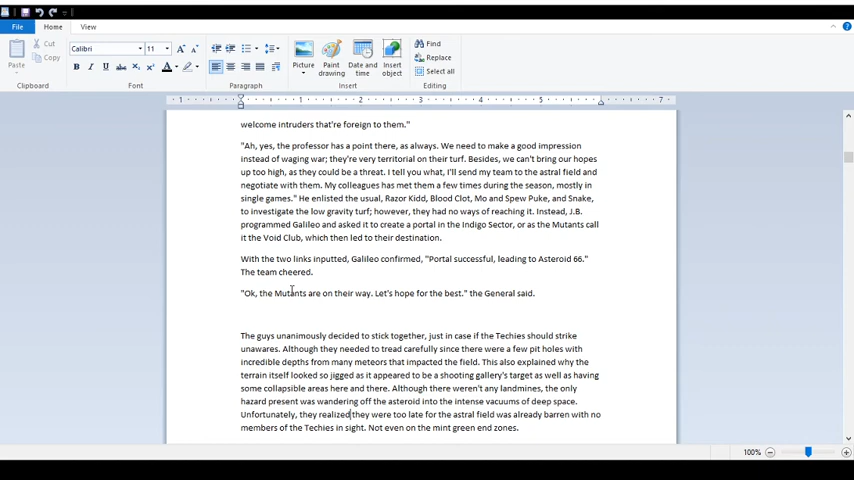 File Home View
Cut
Copy
Paste
Clipboard
Calibri 11
B I U abc X₂ X² A
Font
Paragraph
Picture Paint drawing Date and time Insert object
Insert
Find
Replace
Select all
Editing
1 1 2 3 4 5 7
welcome intruders that're foreign to them."
"Ah, yes, the professor has a point there, as always. We need to make a good impression
instead of waging war; they're very territorial on their turf. Besides, we can't bring our hopes
up too high, as they could be a threat. I tell you what, I'll send my team to the astral field and
negotiate with them. My colleagues has met them a few times during the season, mostly in
single games." He enlisted the usual, Razor Kidd, Blood Clot, Mo and Spew Puke, and Snake,
to investigate the low gravity turf; however, they had no ways of reaching it. Instead, J.B.
programmed Galileo and asked it to create a portal in the Indigo Sector, or as the Mutants call
it the Void Club, which then led to their destination.
With the two links inputted, Galileo confirmed, "Portal successful, leading to Asteroid 66."
The team cheered.
"Ok, the Mutants are on their way. Let's hope for the best." the General said.
The guys unanimously decided to stick together, just in case if the Techies should strike
unawares. Although they needed to tread carefully since there were a few pit holes with
incredible depths from many meteors that impacted the field. This also explained why the
terrain itself looked so jigged as it appeared to be a shooting gallery's target as well as having
some collapsible areas here and there. Although there weren't any landmines, the only
hazard present was wandering off the asteroid into the intense vacuums of deep space.
Unfortunately, they realized they were too late for the astral field was already barren with no
members of the Techies in sight. Not even on the mint green end zones.
100%